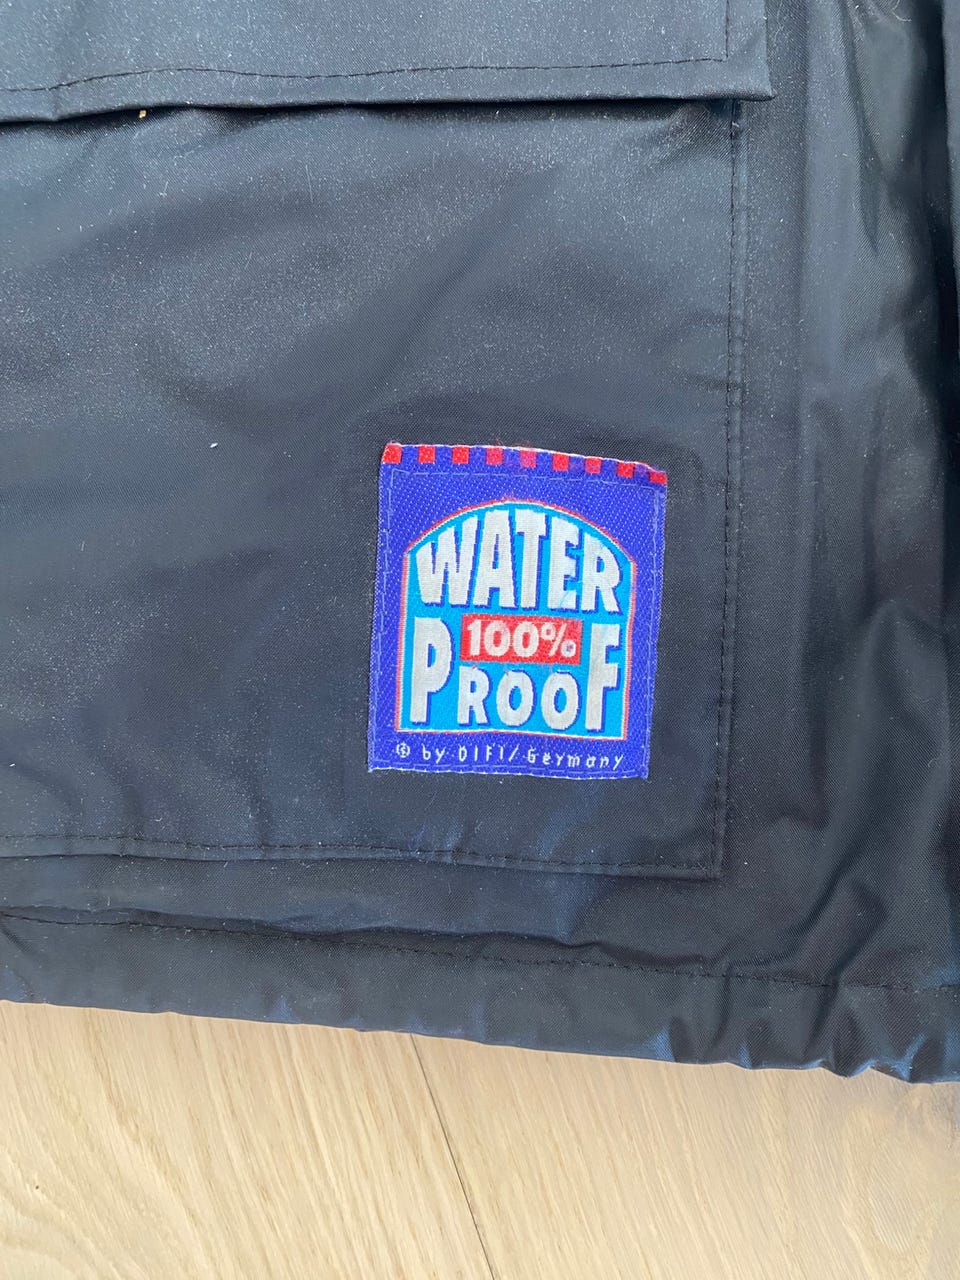 WATER
100%
PROOF
© by DIFI/Germany